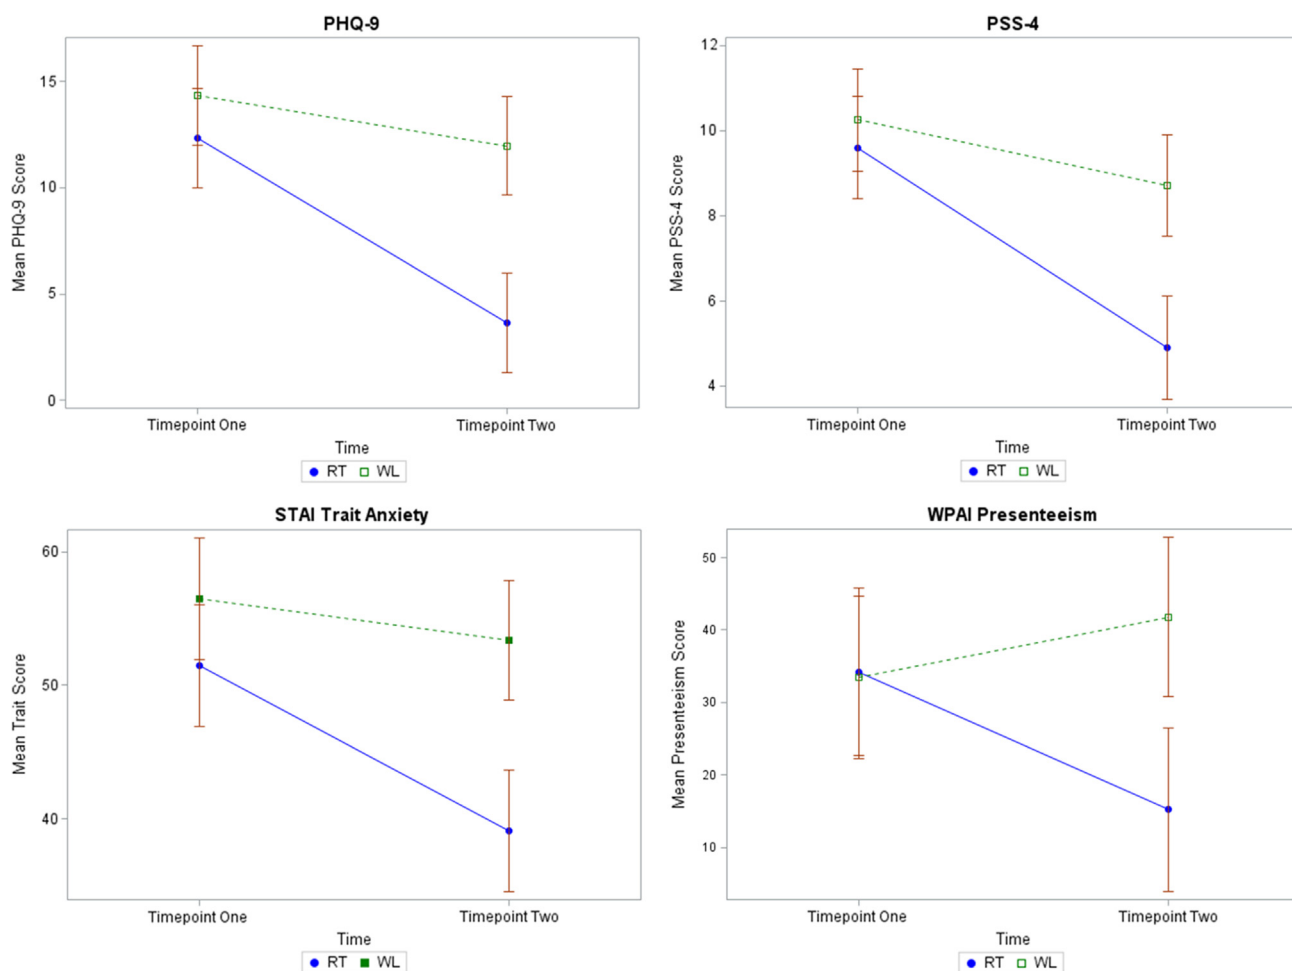 PHQ-9
Mean PHQ-9 Score
15
10
5
0
Timepoint One
Timepoint Two
Time
RT WL
PSS-4
Mean PSS-4 Score
12
10
8
6
4
Timepoint One
Timepoint Two
Time
RT WL
STAI Trait Anxiety
Mean Trait Score
60
50
40
Timepoint One
Timepoint Two
Time
RT WL
WPAI Presenteeism
Mean Presenteeism Score
50
40
30
20
10
Timepoint One
Timepoint Two
Time
RT WL